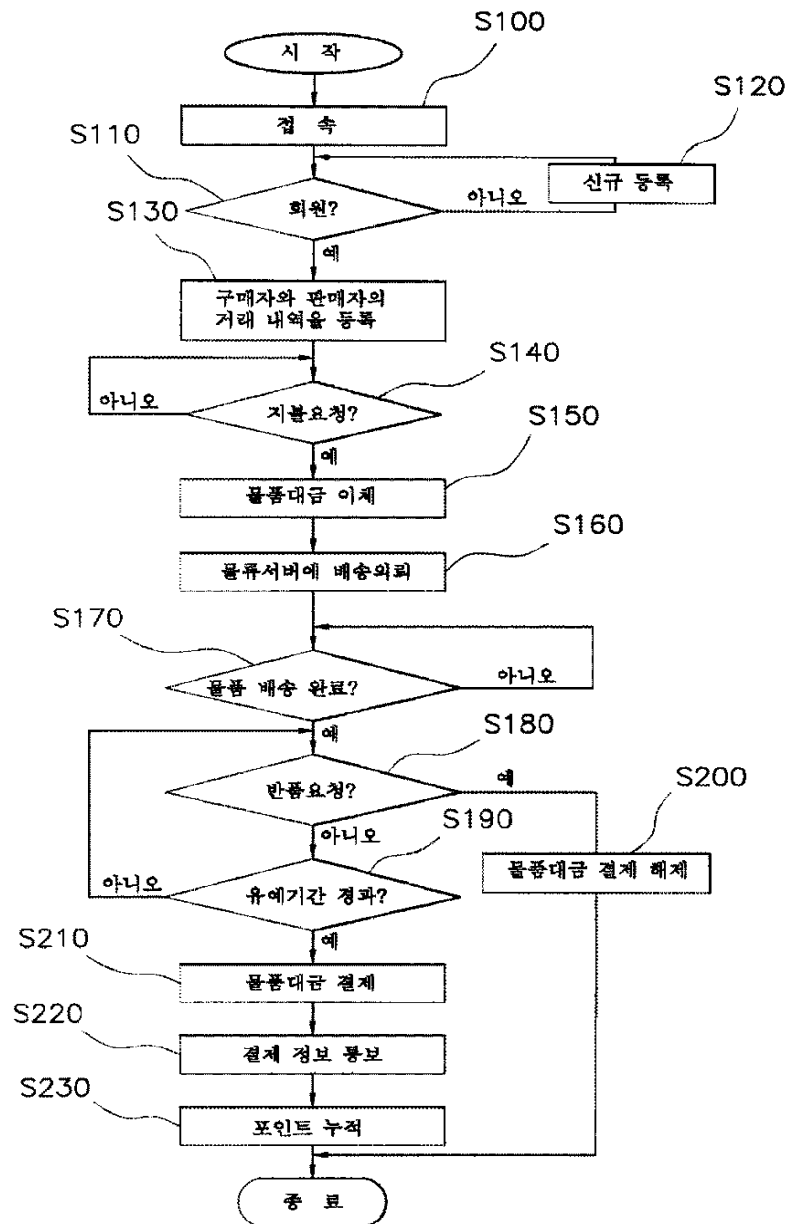 S100
시 작
S120
접 속
S110
신규 등록
아니오
회원?
S130
예
구매자와 판매자의
거래 내역을 등록
S140
아니오
지불요청?
S150
예
물품대금 이체
S160
물류서버에 배송의뢰
S170
아니오
물품 배송 완료?
S180
예
예
S200
반품요청?
S190
아니오
물품대금 결제 해제
아니오
유예기간 경과?
S210
예
물품대금 결제
S220
결제 정보 통보
S230
포인트 누적
종 료